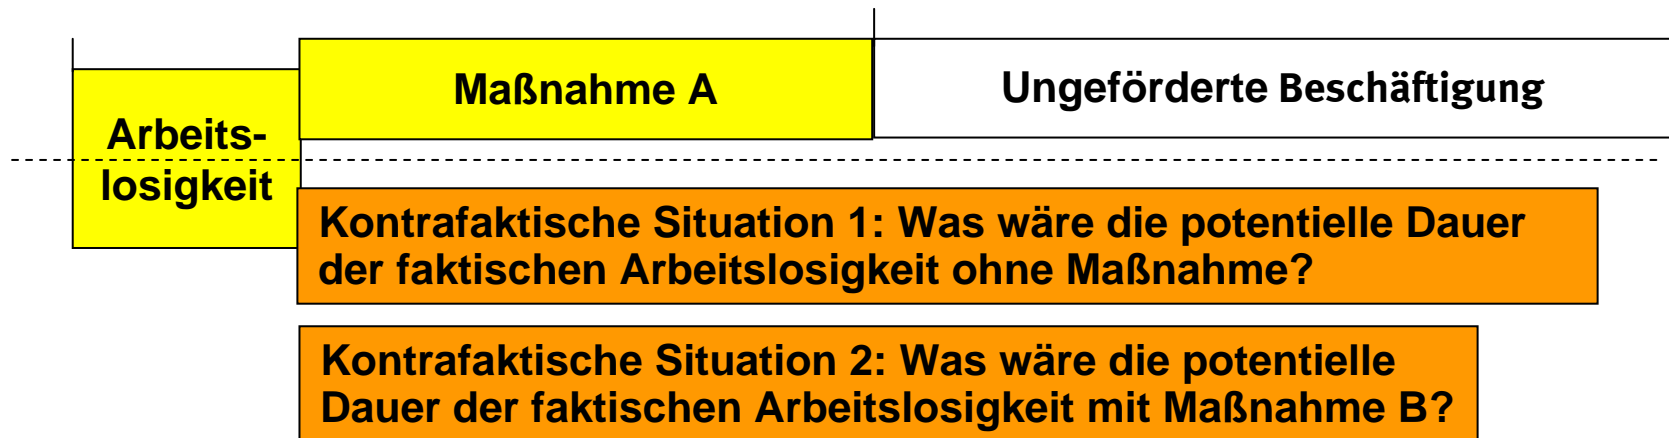 Maßnahme A
Ungeförderte Beschäftigung
Arbeits-
losigkeit
Kontrafaktische Situation 1: Was wäre die potentielle Dauer
der faktischen Arbeitslosigkeit ohne Maßnahme?
Kontrafaktische Situation 2: Was wäre die potentielle
Dauer der faktischen Arbeitslosigkeit mit Maßnahme B?